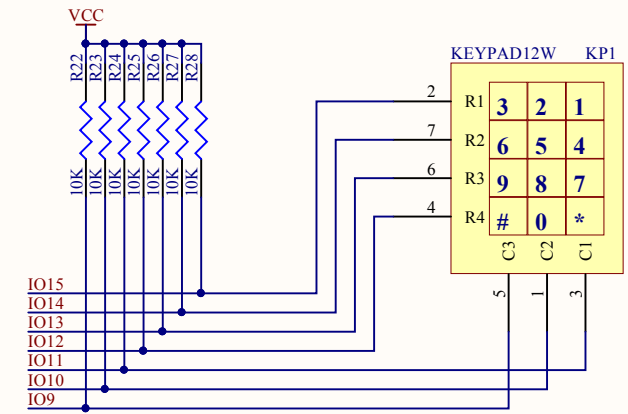 VCC
R22
R23
R24
R25
R26
R27
R28
10K
10K
10K
10K
10K
10K
10K
KEYPAD12W KP1
2 R1 3 2 1
7 R2 6 5 4
6 R3 9 8 7
4 R4 # 0 *
C3 C2 C1
5 1 3
IO15
IO14
IO13
IO12
IO11
IO10
IO9